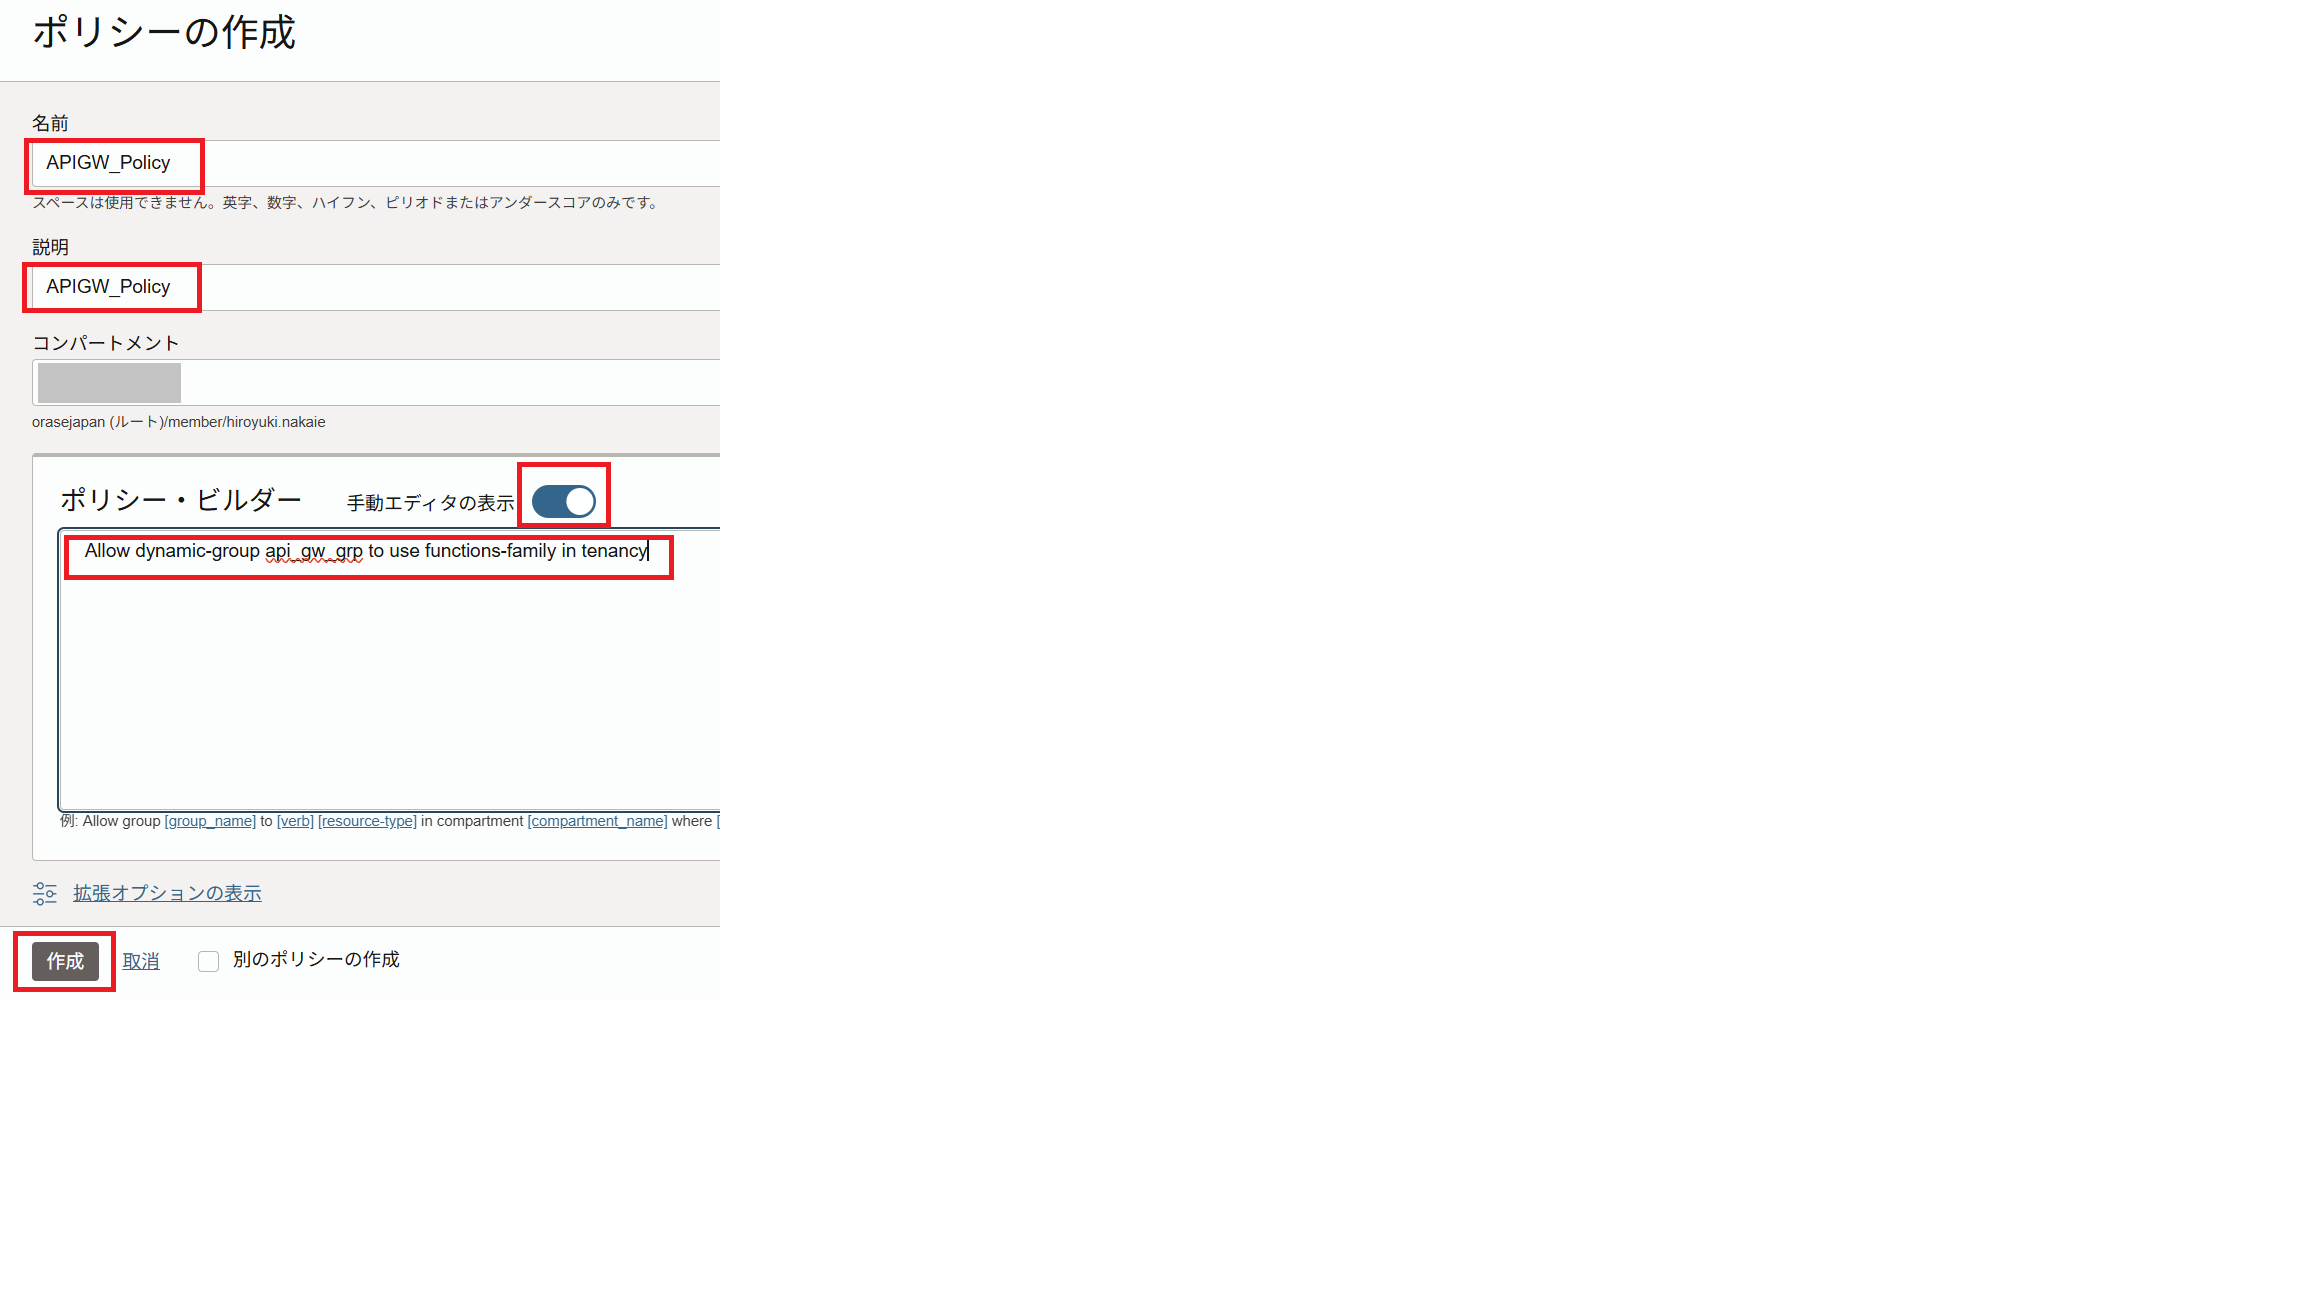 ポリシーの作成
名前
APIGW_Policy
スペースは使用できません。英字、数字、ハイフン、ピリオドまたはアンダースコアのみです。
説明
APIGW_Policy
コンパートメント
orasejapan (ルート)/member/hiroyuki.nakaie
ポリシー・ビルダー 手動エディタの表示
Allow dynamic-group api_gw_grp to use functions-family in tenancy
例: Allow group [group_name] to [verb] [resource-type] in compartment [compartment_name] where [
拡張オプションの表示
作成 取消 別のポリシーの作成